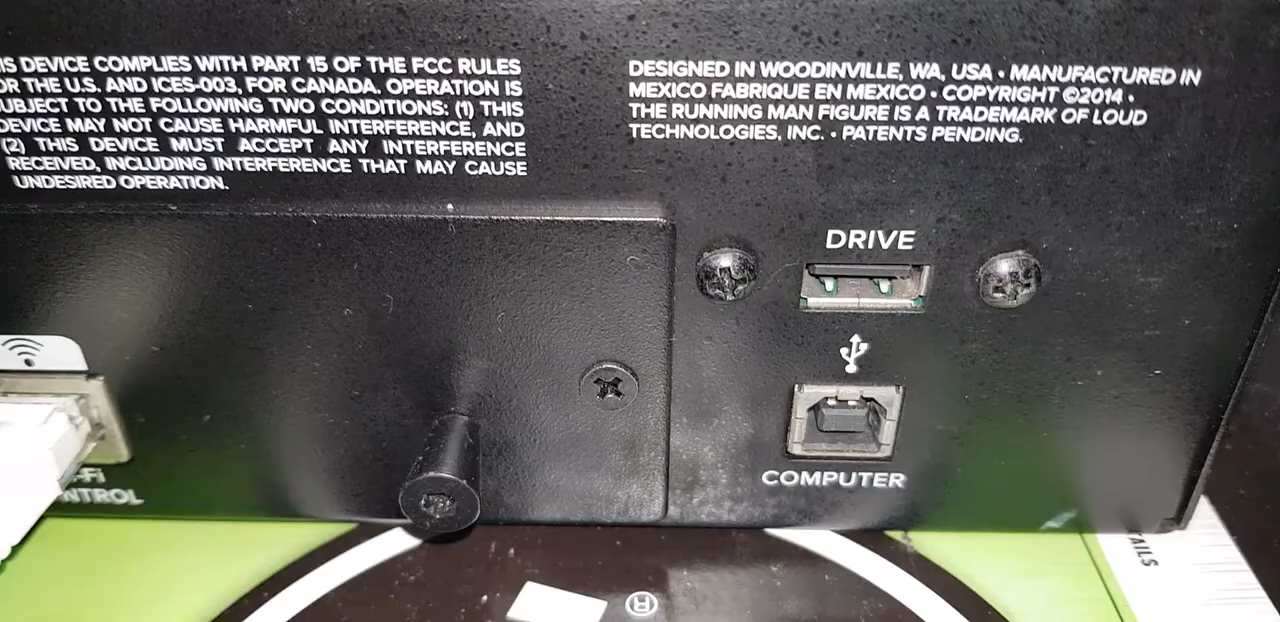 IS DEVICE COMPLIES WITH PART 15 OF THE FCC RULES
OR THE U.S. AND ICES-003, FOR CANADA. OPERATION IS
UBJECT TO THE FOLLOWING TWO CONDITIONS: (1) THIS
DEVICE MAY NOT CAUSE HARMFUL INTERFERENCE, AND
(2) THIS DEVICE MUST ACCEPT ANY INTERFERENCE
RECEIVED, INCLUDING INTERFERENCE THAT MAY CAUSE
UNDESIRED OPERATION.
DESIGNED IN WOODINVILLE, WA, USA • MANUFACTURED IN
MEXICO FABRIQUE EN MEXICO • COPYRIGHT ©2014 •
THE RUNNING MAN FIGURE IS A TRADEMARK OF LOUD
TECHNOLOGIES, INC. • PATENTS PENDING.
DRIVE
COMPUTER
-Fi
NTROL
AILS
®